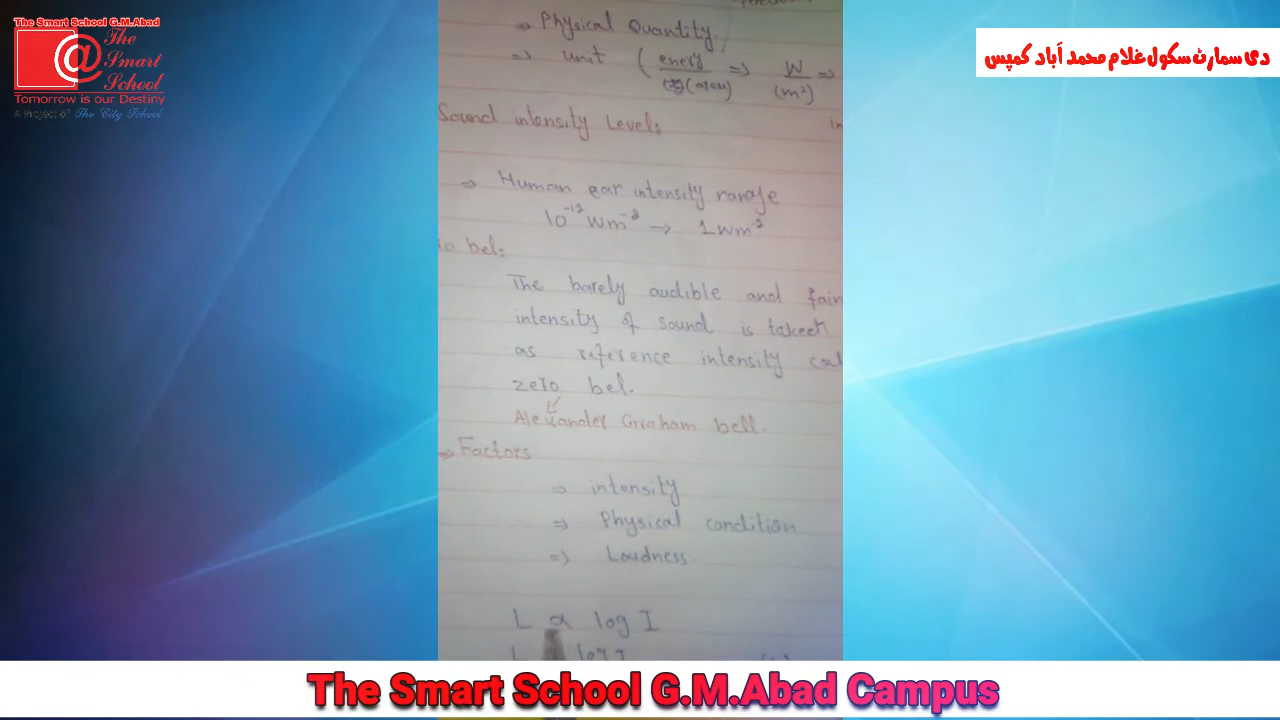 The Smart School G.M.Abad
The
Smart
School
Tomorrow is our Destiny
A Project of The City School
دی سمارٹ سکول غلام محمد آباد کمپس
⇒ Physical Quantity.
⇒ unit ( energy / (s)(area) ⇒ W / (m²) ⇒
Sound intensity Levels
⇒ Human ear intensity range
10⁻¹² Wm⁻² → 1 Wm⁻²
bel:
The barely audible and
intensity of sound is taken
as reference intensity
zero bel.
Alexander Graham bell.
⇒ Factors
⇒ intensity
⇒ Physical condition
⇒ Loudness
L ∝ log I
The Smart School G.M.Abad Campus